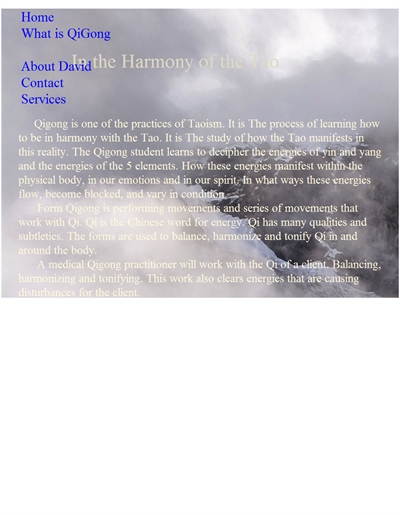 Home
What is QiGong
In the Harmony of the Tao
About David
Contact
Services
Qigong is one of the practices of Taoism. It is The process of learning how
to be in harmony with the Tao. It is The study of how the Tao manifests in
this reality. The Qigong student learns to decipher the energies of yin and yang
and the energies of the 5 elements. How these energies manifest within the
physical body, in our emotions and in our spirit. In what ways these energies
flow, become blocked, and vary in condition.
Form Qigong is performing movements and series of movements that
work with Qi. Qi is the Chinese word for energy. Qi has many qualities and
subtleties. The forms are used to balance, harmonize and tonify Qi in and
around the body.
A medical Qigong practitioner will work with the Qi of a client. Balancing,
harmonizing and tonifying. This work also clears energies that are causing
disturbances for the client.